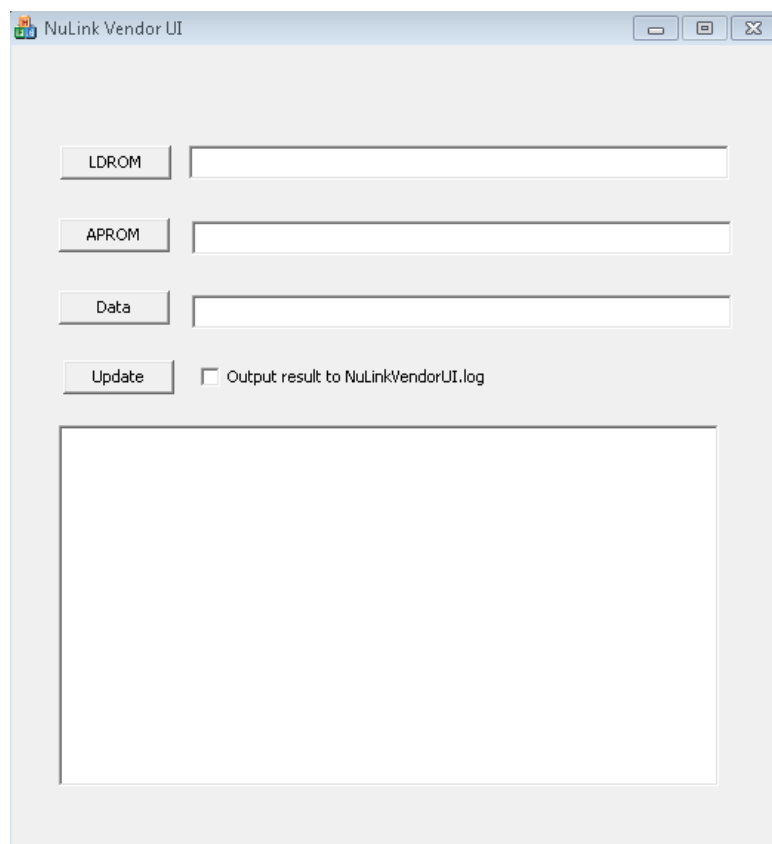 NuLink Vendor UI
LDROM
APROM
Data
Update Output result to NuLinkVendorUI.log